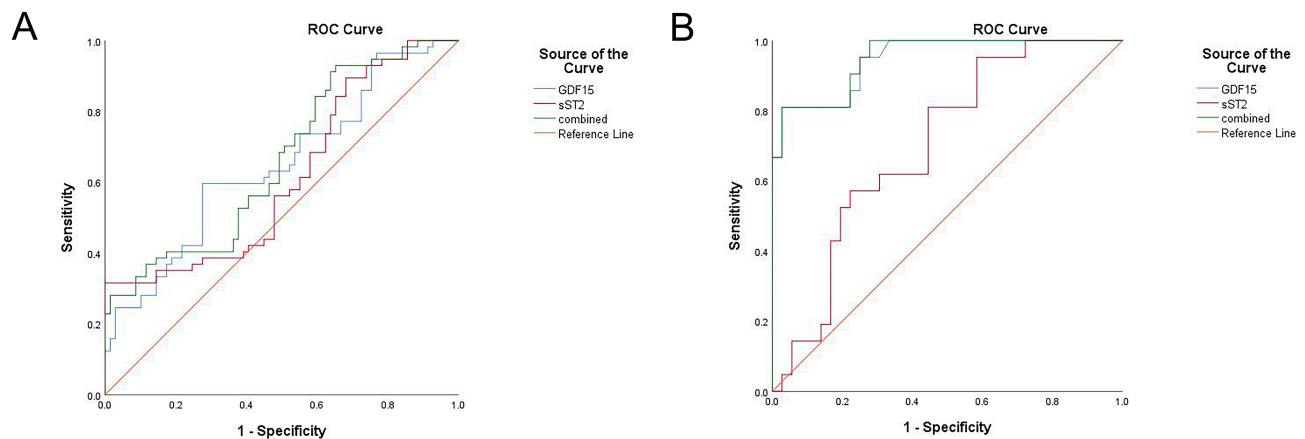 A
ROC Curve
Sensitivity
1.0
0.8
0.6
0.4
0.2
0.0
0.0 0.2 0.4 0.6 0.8 1.0
1 - Specificity
Source of the
Curve
GDF15
sST2
combined
Reference Line
B
ROC Curve
Sensitivity
1.0
0.8
0.6
0.4
0.2
0.0
0.0 0.2 0.4 0.6 0.8 1.0
1 - Specificity
Source of the
Curve
GDF15
sST2
combined
Reference Line